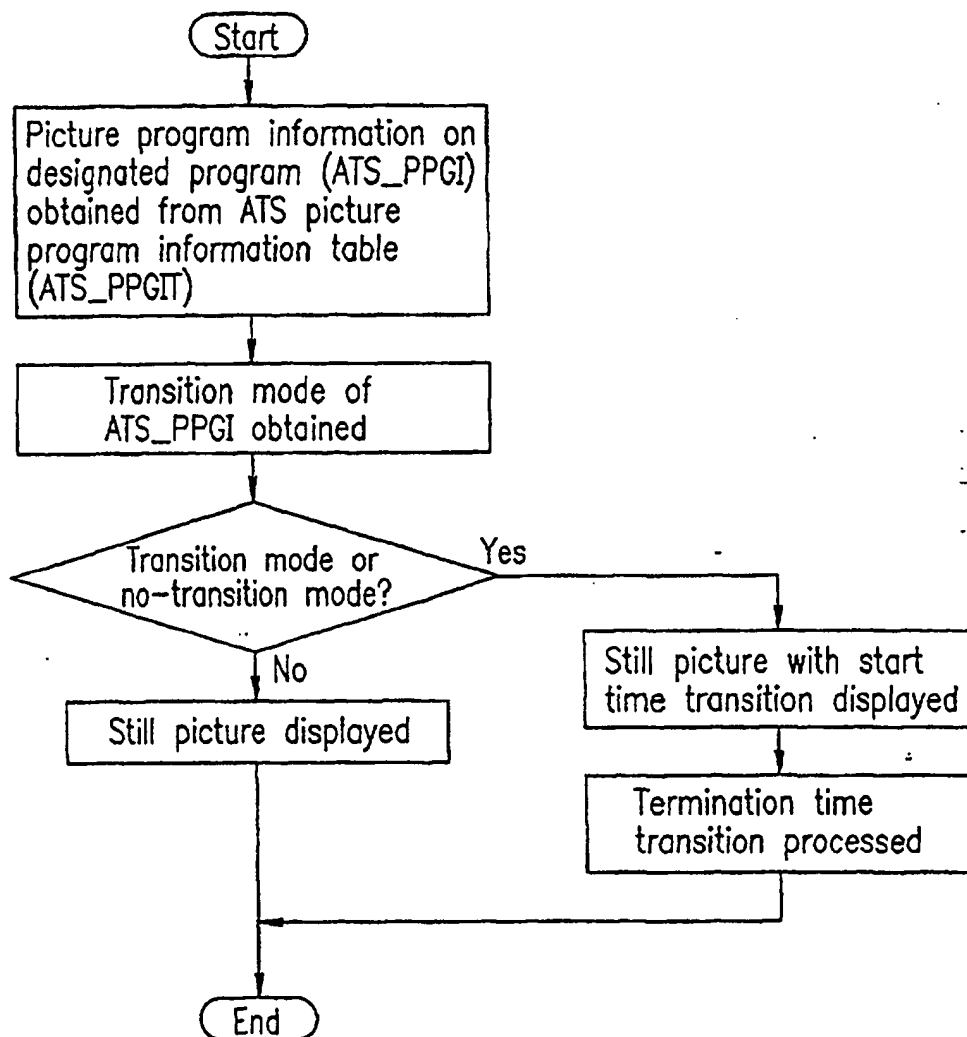 Start
Picture program information on
designated program (ATS_PPGI)
obtained from ATS picture
program information table
(ATS_PPGIT)
Transition mode of
ATS_PPGI obtained
Transition mode or
no-transition mode?
Yes
No
Still picture displayed
Still picture with start
time transition displayed
Termination time
transition processed
End